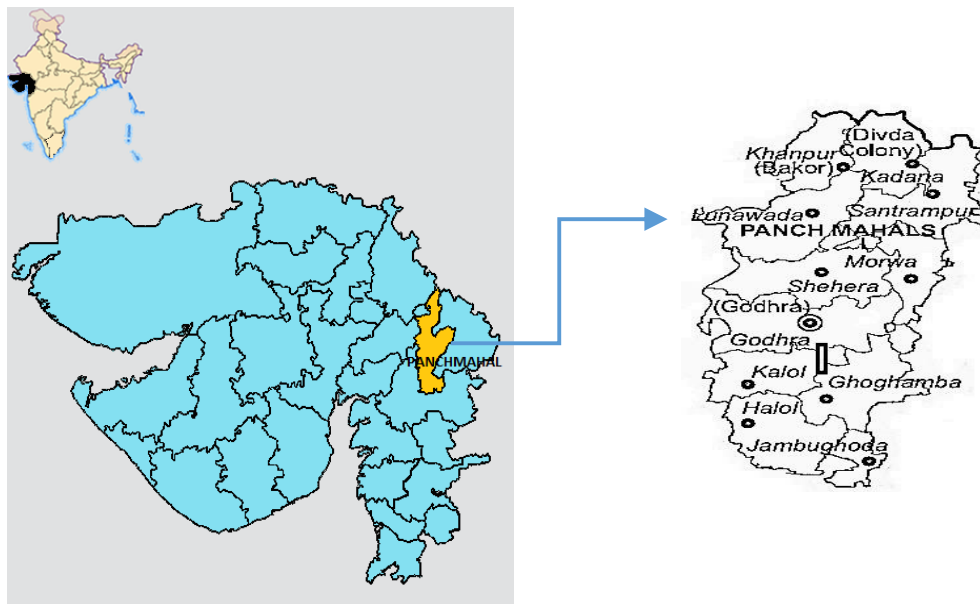 PANCHMAHAL
(Divda
Colony)
Khanpur
(Bakor)
Kadana
Lunawada
Santrampur
PANCH MAHALS
Morwa
Shehera
(Godhra)
Godhra
Kalol
Ghoghamba
Halol
Jambughoda